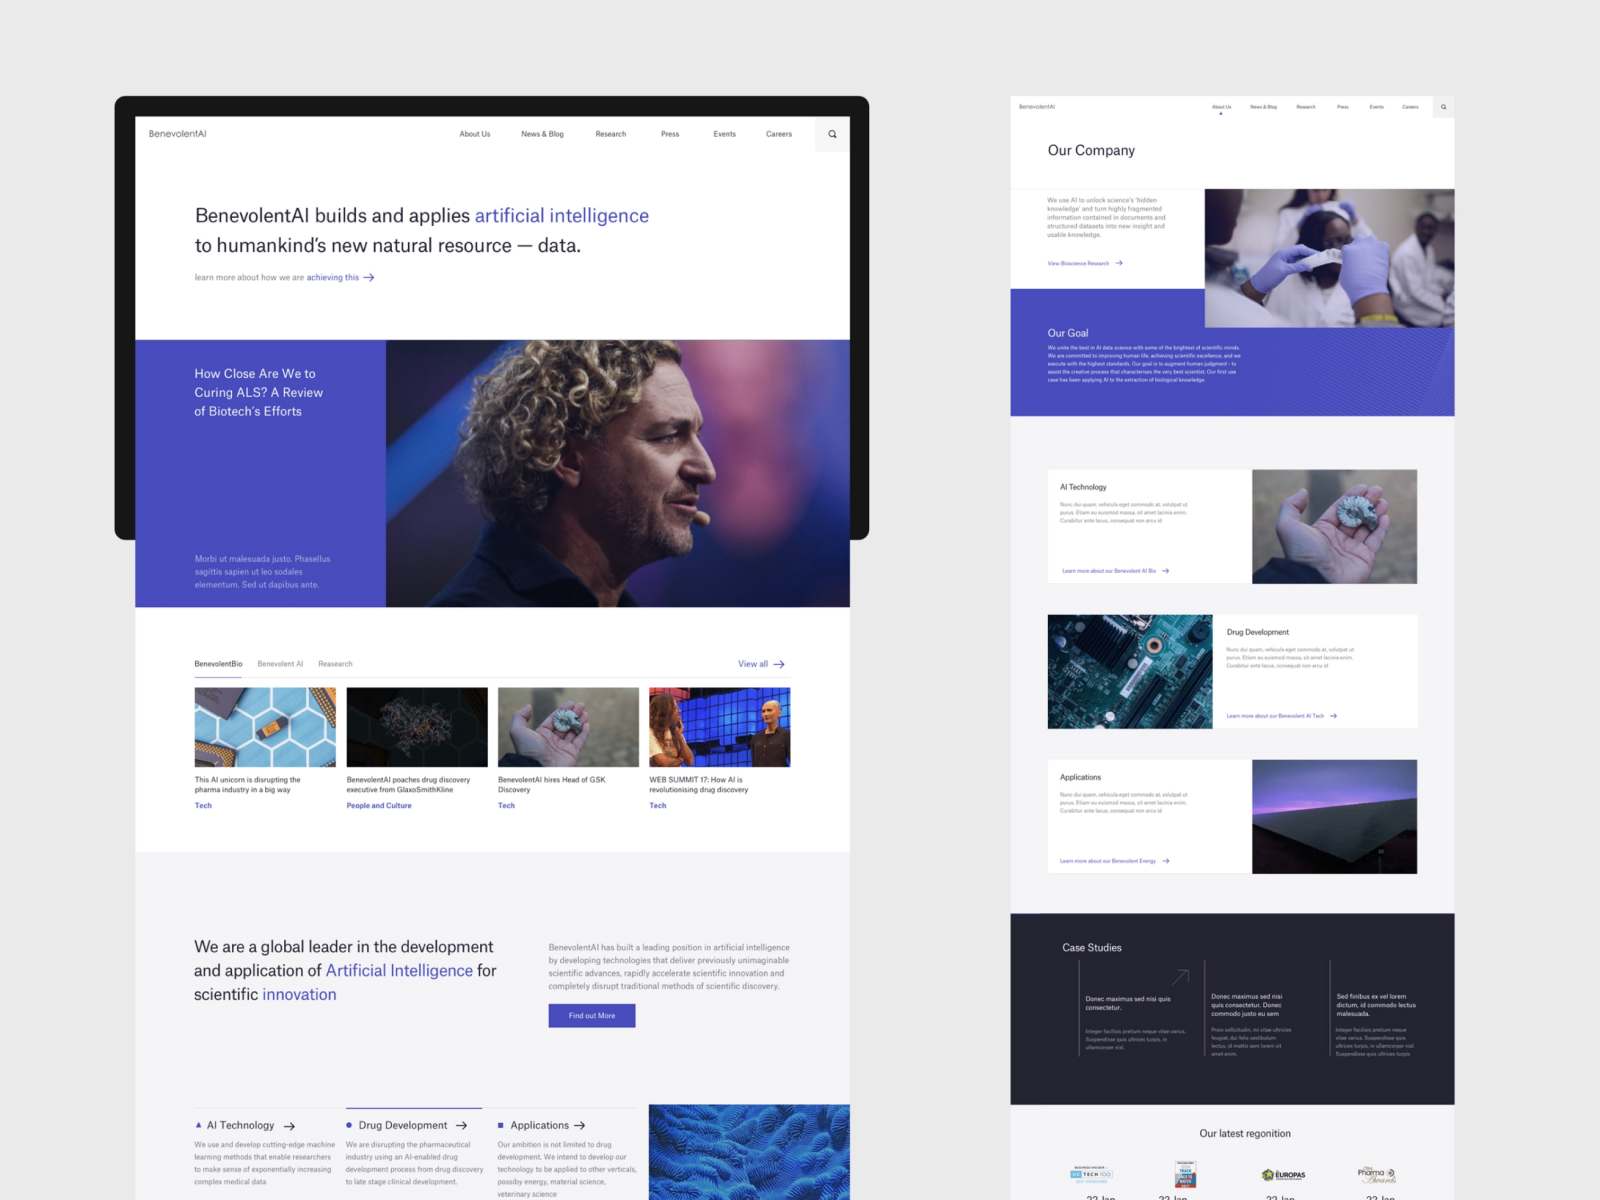 BenevolentAI
About Us
News & Blog
Research
Press
Events
Careers
BenevolentAI builds and applies artificial intelligence
to humankind's new natural resource — data.
learn more about how we are achieving this →
How Close Are We to
Curing ALS? A Review
of Biotech's Efforts
Morbi ut malesuada justo. Phasellus
sagittis sapien ut leo sodales
elementum. Sed ut dapibus ante.
BenevolentBio
Benevolent AI
Reasearch
View all →
This AI unicorn is disrupting the
pharma industry in a big way
Tech
BenevolentAI poaches drug discovery
executive from GlaxoSmithKline
People and Culture
BenevolentAI hires Head of GSK
Discovery
Tech
WEB SUMMIT 17: How AI is
revolutionising drug discovery
Tech
We are a global leader in the development
and application of Artificial Intelligence for
scientific innovation
BenevolentAI has built a leading position in artificial intelligence
by developing technologies that deliver previously unimaginable
scientific advances, rapidly accelerate scientific innovation and
completely disrupt traditional methods of scientific discovery.
Find out More
AI Technology →
We use and develop cutting-edge machine
learning methods that enable researchers
to make sense of exponentially increasing
complex medical data
Drug Development →
We are disrupting the pharmaceutical
industry using an AI-enabled drug
development process from drug discovery
to late stage clinical development.
Applications →
Our ambition is not limited to drug
development. We intend to develop our
technology to be applied to other verticals,
possiby energy, material science,
veterinary science
BenevolentAI
About Us
News & Blog
Research
Press
Events
Careers
Our Company
We use AI to unlock science's 'hidden
knowledge' and turn highly fragmented
information contained in documents and
structured datasets into new insight and
usable knowledge.
View Bioscience Research →
Our Goal
We unite the best in AI data science with some of the brightest of scientific minds.
We are committed to improving human life, achieving scientific excellence, and we
execute with the highest standards. Our goal is to augment human judgment - to
assist the creative process that characterises the very best scientist. Our first use
case has been applying AI to the extraction of biological knowledge.
AI Technology
Nunc dui quam, vehicula eget commodo at, volutpat ut
purus. Etiam eu euismod massa, sit amet lacinia enim.
Curabitur ante lacus, consequat non arcu id
Learn more about our Benevolent AI Bio →
Drug Development
Nunc dui quam, vehicula eget commodo at, volutpat ut
purus. Etiam eu euismod massa, sit amet lacinia enim.
Curabitur ante lacus, consequat non arcu id
Learn more about our Benevolent AI Tech →
Applications
Nunc dui quam, vehicula eget commodo at, volutpat ut
purus. Etiam eu euismod massa, sit amet lacinia enim.
Curabitur ante lacus, consequat non arcu id
Learn more about our Benevolent Energy →
Case Studies
Donec maximus sed nisi quis
consectetur.
Integer facilisis pretium neque vitae varius.
Suspendisse quis ultrices turpis, in
ullamcorper nisl.
Donec maximus sed nisi
quis consectetur. Donec
commodo justo eu sem
Proin sollicitudin, mi vitae ultricies
feugiat, dui felis vestibulum
lectus, id mattis sem lorem sit
amet enim.
Sed finibus ex vel lorem
dictum, id commodo lectus
malesuada.
Integer facilisis pretium neque
vitae varius. Suspendisse quis
ultrices turpis, in ullamcorper nisl.
Suspendisse quis ultrices turpis
Our latest regonition
TECH 100
EUROPAS
Pharma
Awards
22 Jan
22 Jan
22 Jan
22 Jan